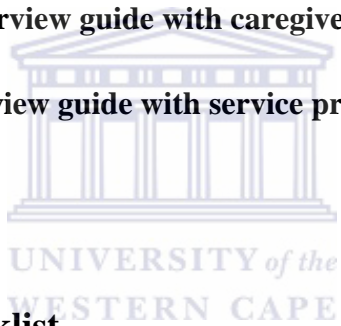 rview guide with caregive
view guide with service pr
UNIVERSITY of the
WESTERN CAPE
klist